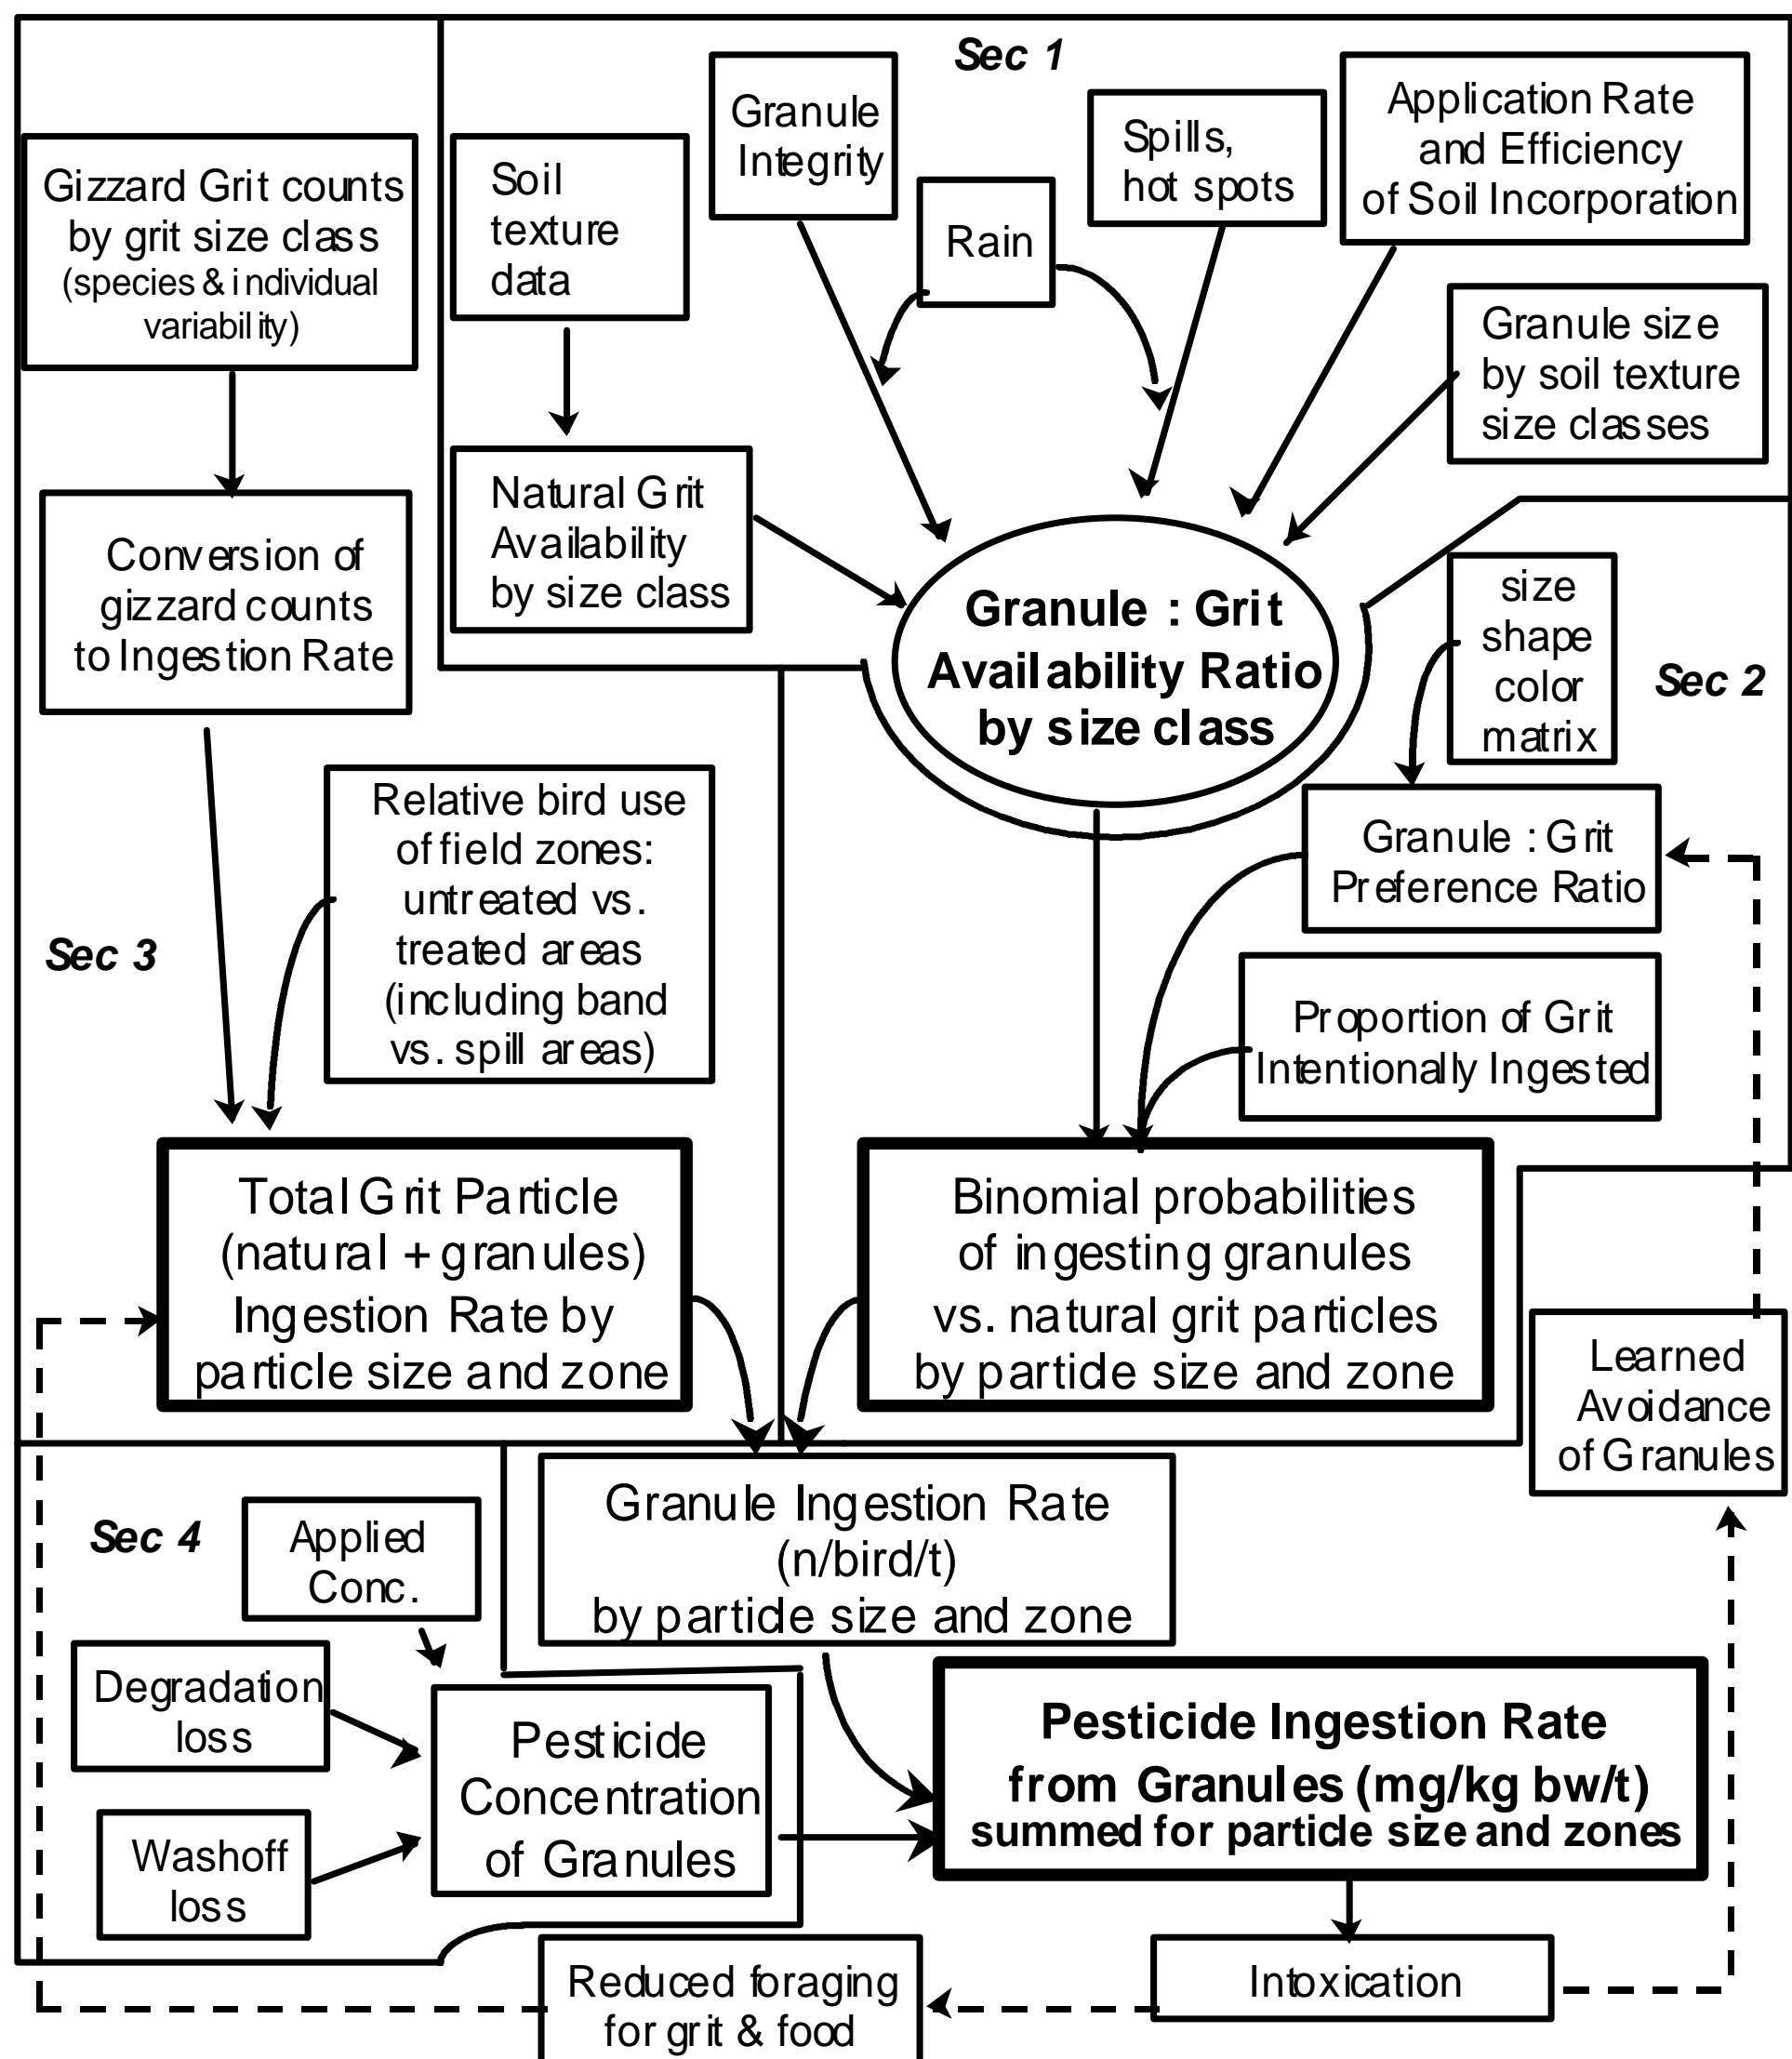 Sec 1
Gizzard Grit counts
by grit size class
(species & individual
variability)
Soil
texture
data
Granule
Integrity
Rain
Spills,
hot spots
Application Rate
and Efficiency
of Soil Incorporation
Granule size
by soil texture
size classes
Conversion of
gizzard counts
to Ingestion Rate
Natural Grit
Availability
by size class
Granule : Grit
Availability Ratio
by size class
size
shape
color
matrix
Sec 2
Relative bird use
of field zones:
untreated vs.
treated areas
(including band
vs. spill areas)
Granule : Grit
Preference Ratio
Sec 3
Proportion of Grit
Intentionally Ingested
Total Grit Particle
(natural + granules)
Ingestion Rate by
particle size and zone
Binomial probabilities
of ingesting granules
vs. natural grit particles
by particle size and zone
Learned
Avoidance
of Granules
Sec 4
Applied
Conc.
Granule Ingestion Rate
(n/bird/t)
by particle size and zone
Degradation
loss
Washoff
loss
Pesticide
Concentration
of Granules
Pesticide Ingestion Rate
from Granules (mg/kg bw/t)
summed for particle size and zones
Reduced foraging
for grit & food
Intoxication